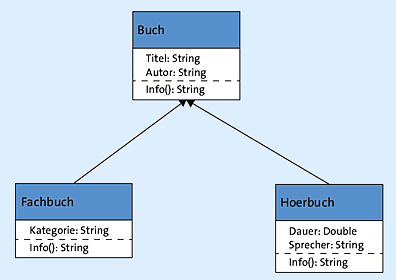 Buch
Titel: String
Autor: String
Info(): String
Fachbuch
Kategorie: String
Info(): String
Hoerbuch
Dauer: Double
Sprecher: String
Info(): String